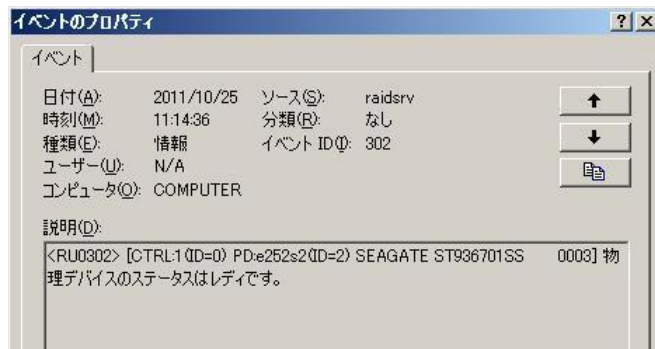 イベントのプロパティ
イベント
日付(A): 2011/10/25 ソース(S): raidsrv
時刻(M): 11:14:36 分類(R): なし
種類(E): 情報 イベント ID(I): 302
ユーザー(U): N/A
コンピュータ(O): COMPUTER
説明(D):
<RU0302> [CTRL:1(ID=0) PD:e252s2(ID=2) SEAGATE ST936701SS 0003] 物
理デバイスのステータスはレディです。